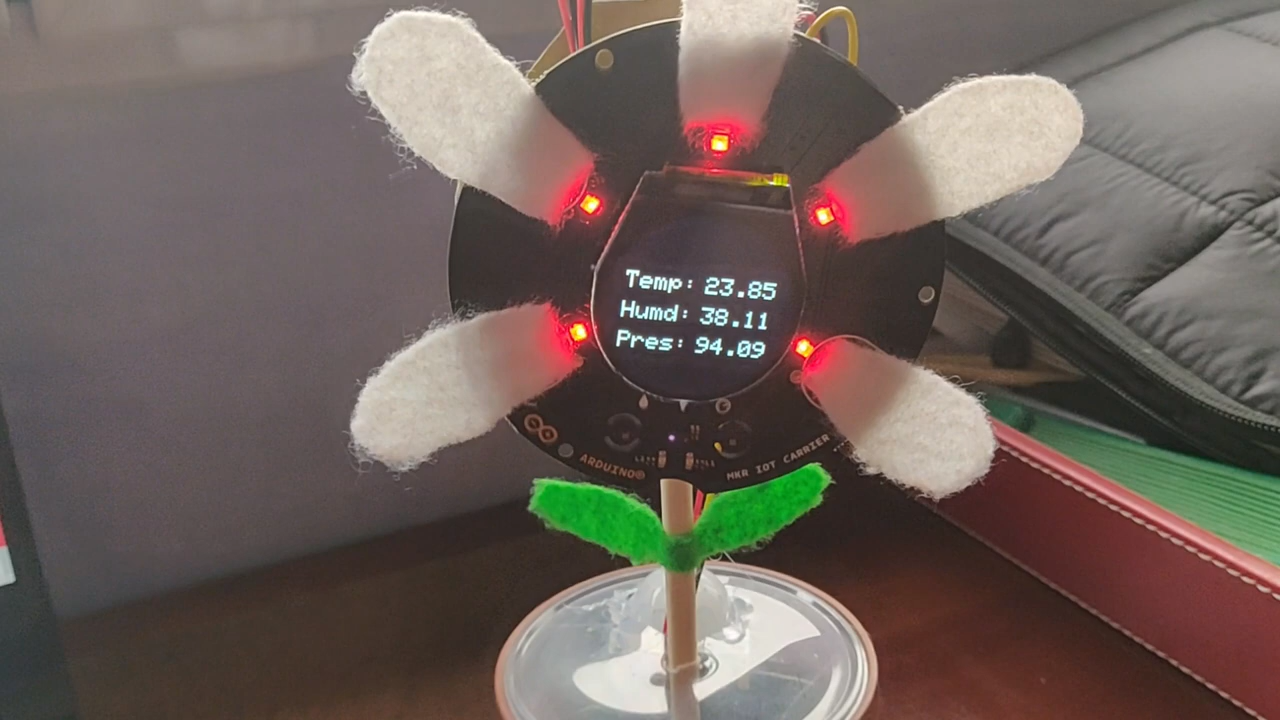 Temp: 23.85
Humd: 38.11
Pres: 94.09
ARDUINO®
MKR IOT CARRIER